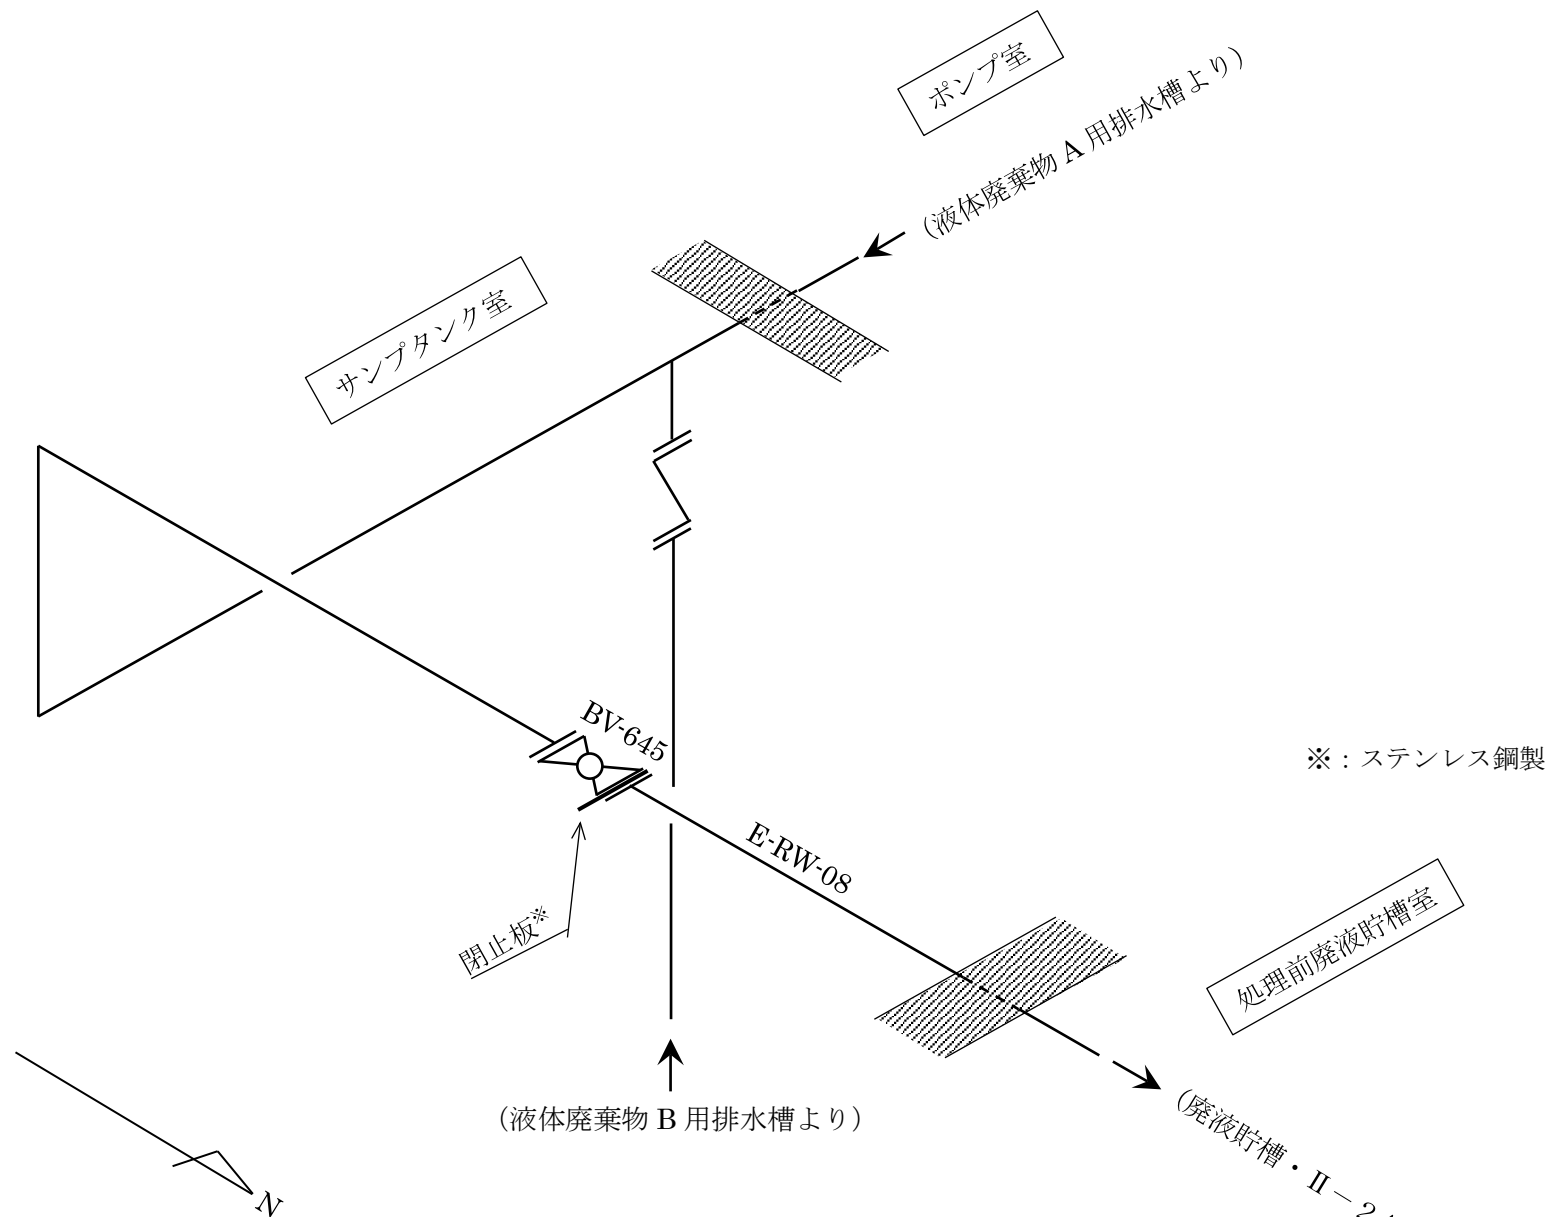 ポンプ室
(液体廃棄物 A 用排水槽より)
サンプタンク室
BV-645
※：ステンレス鋼製
E-RW-08
閉止板※
処理前廃液貯槽室
(液体廃棄物 B 用排水槽より)
(廃液貯槽・Ⅱ－2
N